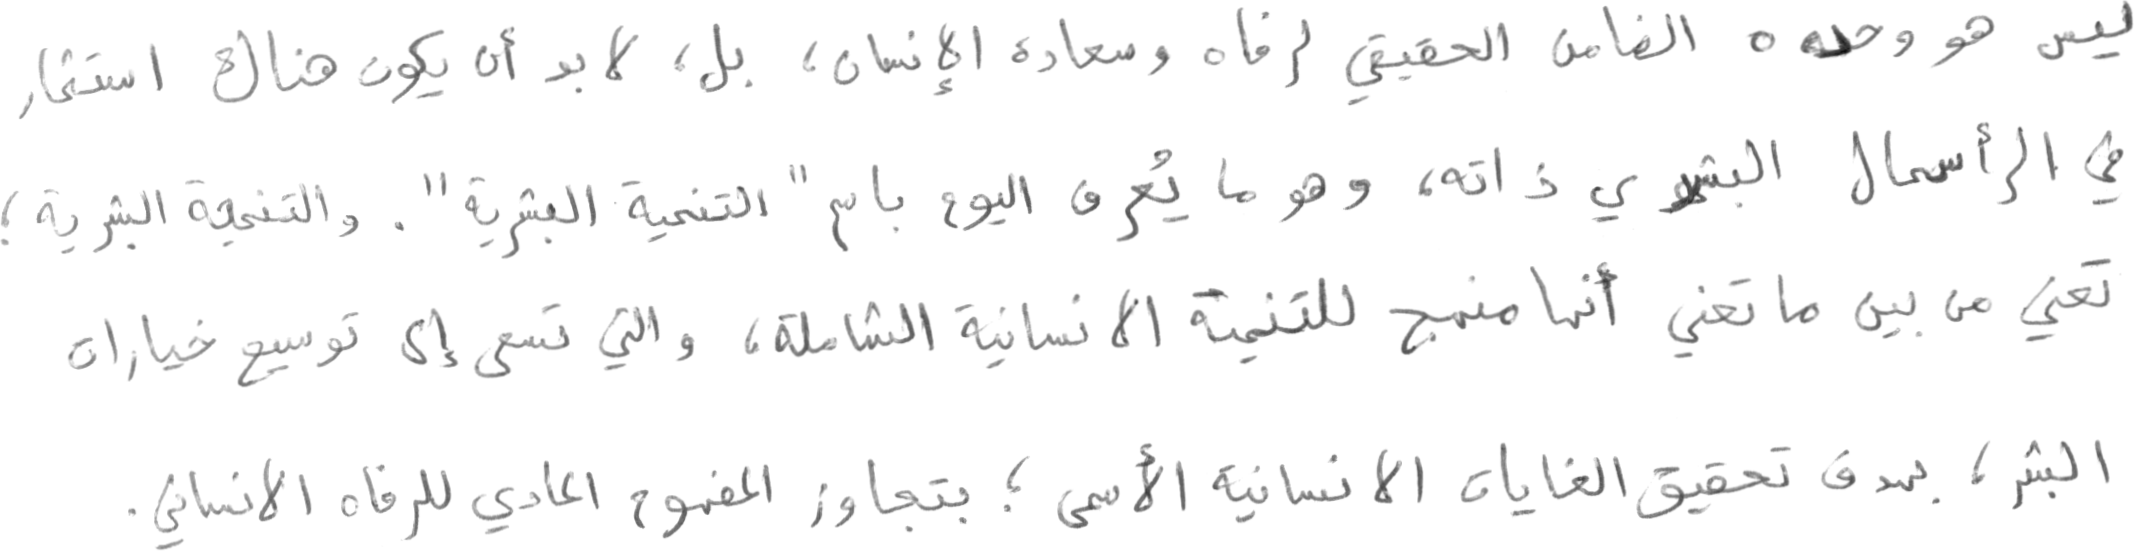 ليس هو وحده الضامن الحقيقي لرفاه وسعادة الإنسان، بل، لابد أن يكون هناك استثمار
في الرأسمال البشري ذاته، وهو ما يُعرف اليوم باسم "التنمية البشرية". والتنمية البشرية؛
تعني من بين ما تعني أنها منهج للتنمية الانسانية الشاملة، والتي تسعى إلى توسيع خيارات
البشر، بهدف تحقيق الغايات الانسانية الأسمى؛ بتجاوز المفهوم المادي للرفاه الانساني.